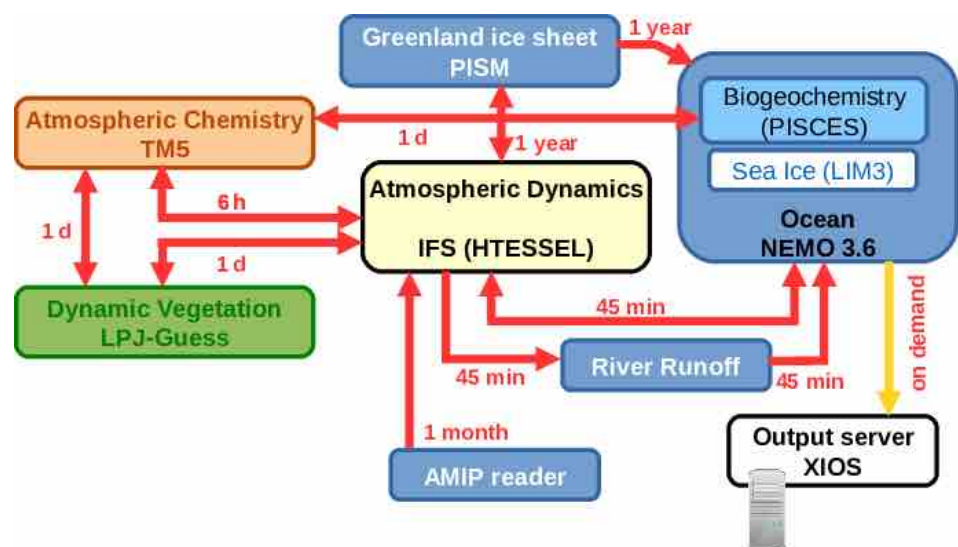 Greenland ice sheet
PISM
1 year
Biogeochemistry
(PISCES)
Sea Ice (LIM3)
Ocean
NEMO 3.6
Atmospheric Chemistry
TM5
1 d
1 year
Atmospheric Dynamics
IFS (HTESSEL)
6 h
1 d
1 d
Dynamic Vegetation
LPJ-Guess
45 min
on demand
45 min
River Runoff
45 min
1 month
AMIP reader
Output server
XIOS